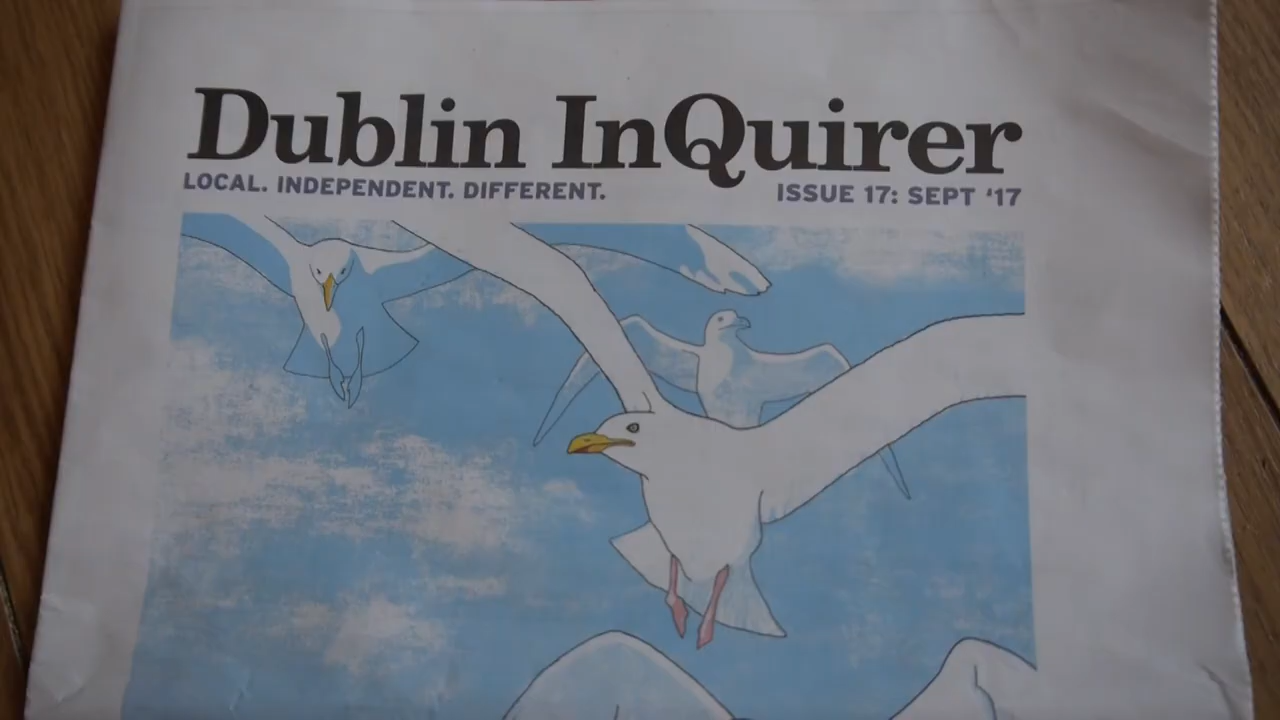 Dublin InQuirer
LOCAL. INDEPENDENT. DIFFERENT. ISSUE 17: SEPT ‘17